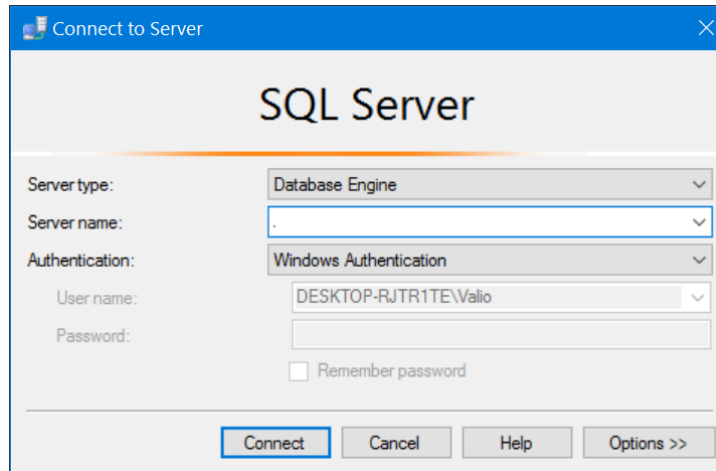 Connect to Server
SQL Server
Server type: Database Engine
Server name: .
Authentication: Windows Authentication
User name: DESKTOP-RJTR1TE\Valio
Password:
Remember password
Connect Cancel Help Options >>